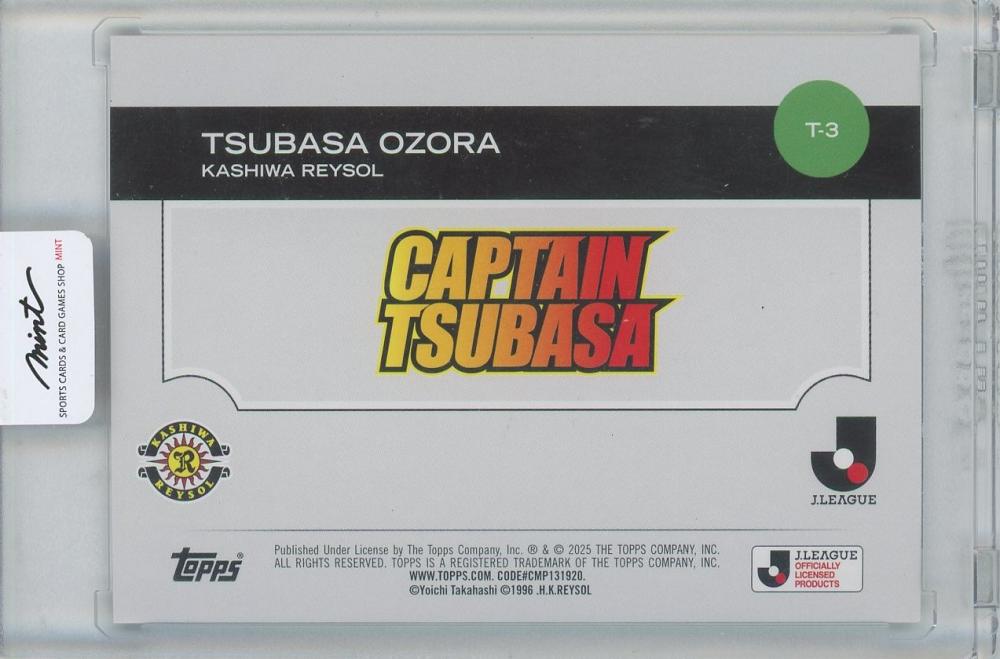 TSUBASA OZORA
KASHIWA REYSOL
T-3
CAPTAIN
TSUBASA
mint
SPORTS CARDS & CARD GAMES SHOP MINT
KASHIWA
R
REYSOL
J.LEAGUE
topps®
Published Under License by The Topps Company, Inc. ® & © 2025 THE TOPPS COMPANY, INC.
ALL RIGHTS RESERVED. TOPPS IS A REGISTERED TRADEMARK OF THE TOPPS COMPANY, INC.
WWW.TOPPS.COM. CODE#CMP131920.
©Yoichi Takahashi ©1996 .H.K.REYSOL
J.LEAGUE
OFFICIALLY
LICENSED
PRODUCTS